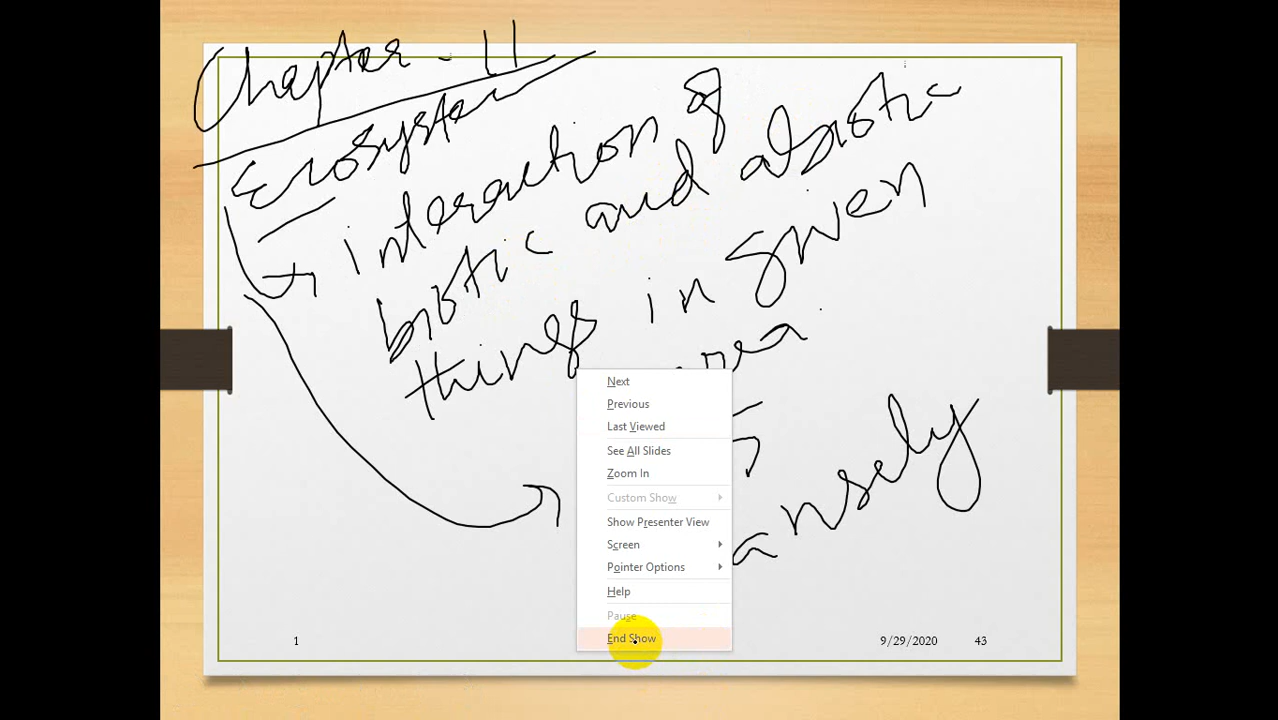 Chapter - 11
Ecosystem
interaction of
biotic and abiotic
things in given
area
Next
Previous
Last Viewed
See All Slides
Zoom In
Custom Show
Show Presenter View
Screen
Pointer Options
Help
Pause
End Show
1 9/29/2020 43